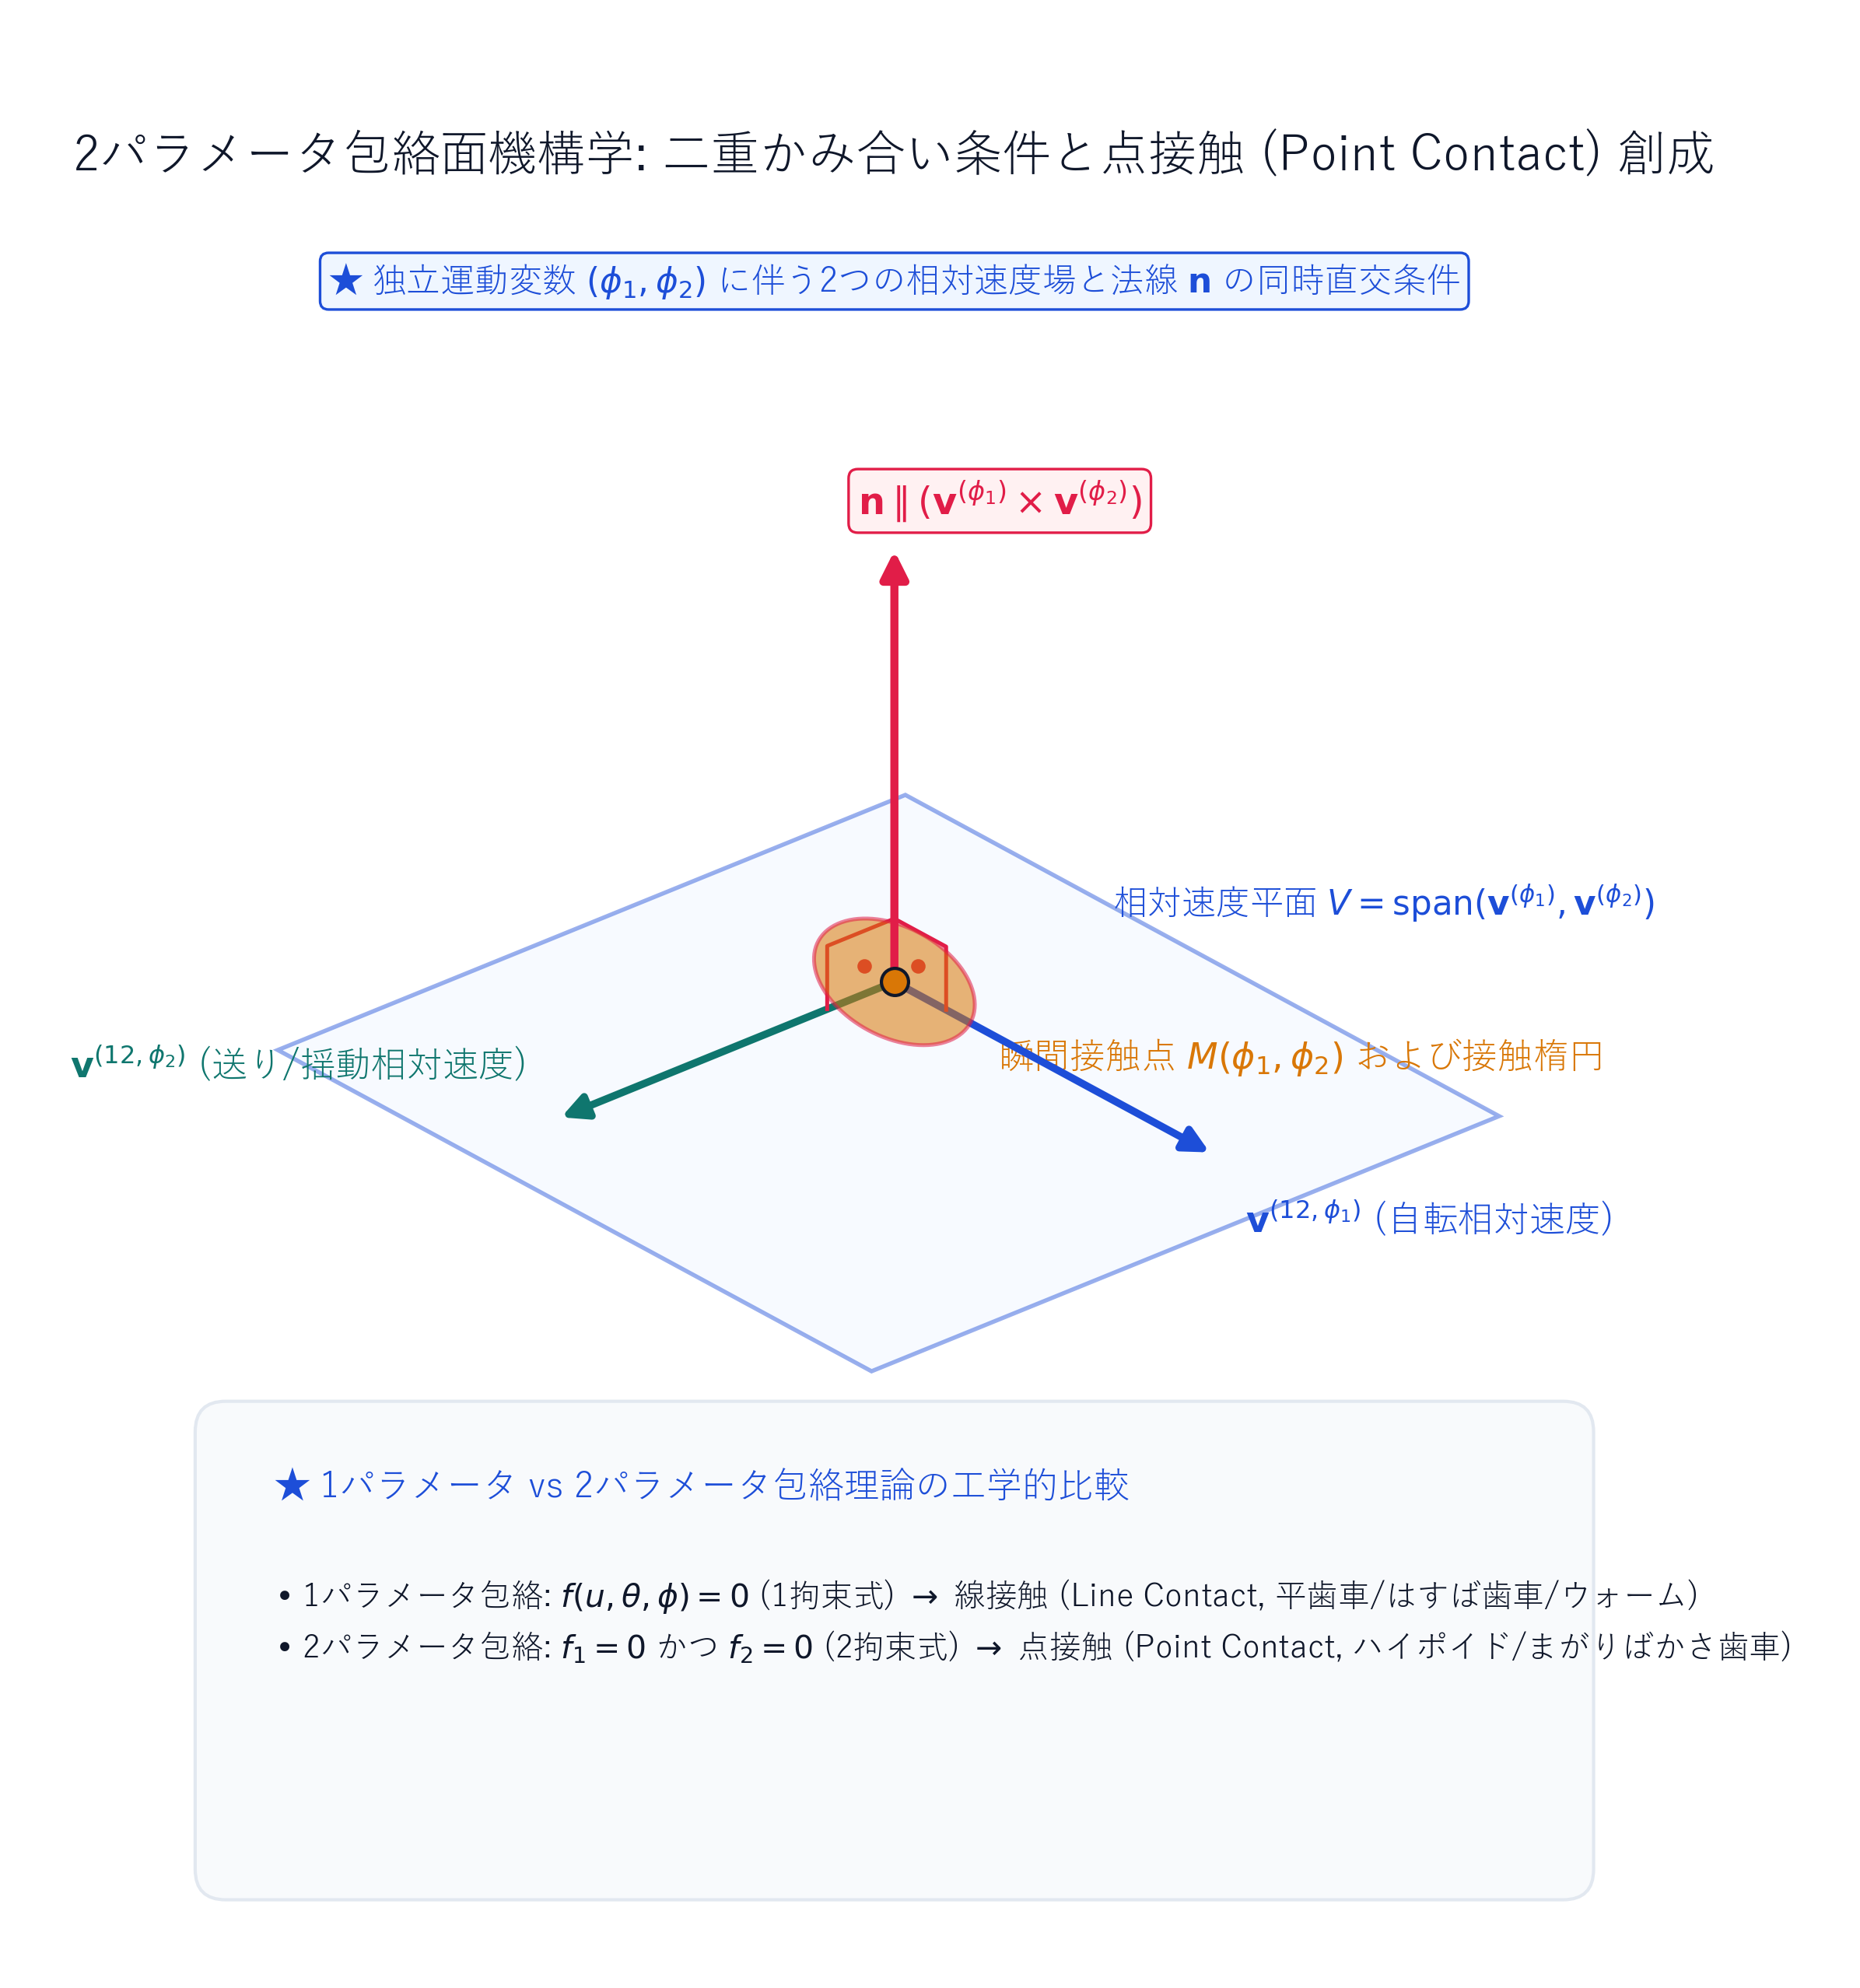 2パラメータ包絡面機構学: 二重かみ合い条件と点接触 (Point Contact) 創成
★ 独立運動変数 (ϕ₁, ϕ₂) に伴う2つの相対速度場と法線 n の同時直交条件
n ∥ (v^(ϕ₁) × v^(ϕ₂))
相対速度平面 V = span(v^(ϕ₁), v^(ϕ₂))
v^(12, ϕ₂) (送り/揺動相対速度)
瞬間接触点 M(ϕ₁, ϕ₂) および接触楕円
v^(12, ϕ₁) (自転相対速度)
★ 1パラメータ vs 2パラメータ包絡理論の工学的比較
• 1パラメータ包絡: f(u, θ, ϕ) = 0 (1拘束式) → 線接触 (Line Contact, 平歯車/はすば歯車/ウォーム)
• 2パラメータ包絡: f₁ = 0 かつ f₂ = 0 (2拘束式) → 点接触 (Point Contact, ハイポイド/まがりばかさ歯車)